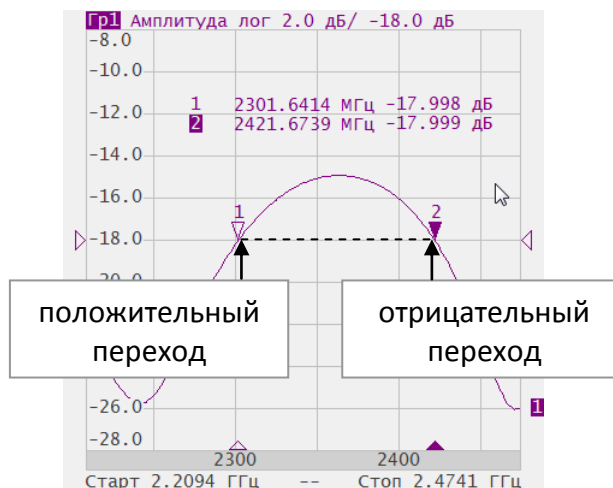 Гр1 Амплитуда лог 2.0 дБ/ -18.0 дБ
-8.0
-10.0
1 2301.6414 МГц -17.998 дБ
-12.0
2 2421.6739 МГц -17.999 дБ
-14.0
-16.0
1 2
-18.0
положительный
переход
отрицательный
переход
-26.0
1
-28.0
2300 2400
Старт 2.2094 ГГц -- Стоп 2.4741 ГГц